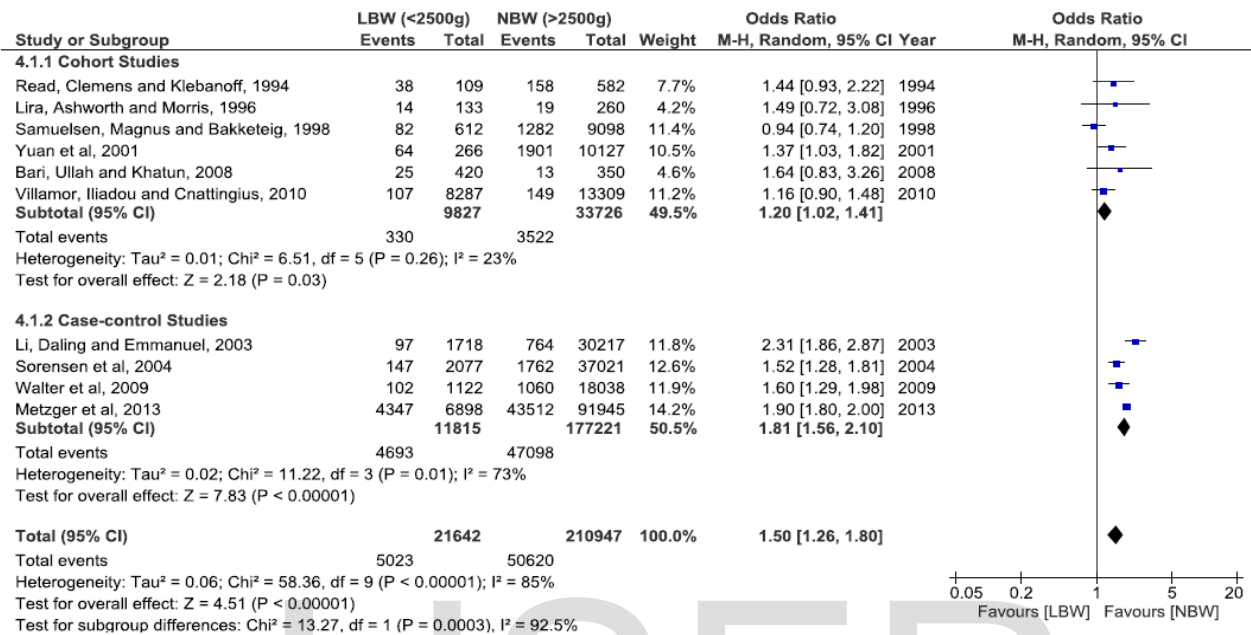 LBW (<2500g) NBW (>2500g) Odds Ratio Odds Ratio
Study or Subgroup Events Total Events Total Weight M-H, Random, 95% CI Year M-H, Random, 95% CI
4.1.1 Cohort Studies
Read, Clemens and Klebanoff, 1994 38 109 158 582 7.7% 1.44 [0.93, 2.22] 1994
Lira, Ashworth and Morris, 1996 14 133 19 260 4.2% 1.49 [0.72, 3.08] 1996
Samuelsen, Magnus and Bakketeig, 1998 82 612 1282 9098 11.4% 0.94 [0.74, 1.20] 1998
Yuan et al, 2001 64 266 1901 10127 10.5% 1.37 [1.03, 1.82] 2001
Bari, Ullah and Khatun, 2008 25 420 13 350 4.6% 1.64 [0.83, 3.26] 2008
Villamor, Iliadou and Cnattingius, 2010 107 8287 149 13309 11.2% 1.16 [0.90, 1.48] 2010
Subtotal (95% CI) 9827 33726 49.5% 1.20 [1.02, 1.41]
Total events 330 3522
Heterogeneity: Tau² = 0.01; Chi² = 6.51, df = 5 (P = 0.26); I² = 23%
Test for overall effect: Z = 2.18 (P = 0.03)
4.1.2 Case-control Studies
Li, Daling and Emmanuel, 2003 97 1718 764 30217 11.8% 2.31 [1.86, 2.87] 2003
Sorensen et al, 2004 147 2077 1762 37021 12.6% 1.52 [1.28, 1.81] 2004
Walter et al, 2009 102 1122 1060 18038 11.9% 1.60 [1.29, 1.98] 2009
Metzger et al, 2013 4347 6898 43512 91945 14.2% 1.90 [1.80, 2.00] 2013
Subtotal (95% CI) 11815 177221 50.5% 1.81 [1.56, 2.10]
Total events 4693 47098
Heterogeneity: Tau² = 0.02; Chi² = 11.22, df = 3 (P = 0.01); I² = 73%
Test for overall effect: Z = 7.83 (P < 0.00001)
Total (95% CI) 21642 210947 100.0% 1.50 [1.26, 1.80]
Total events 5023 50620
Heterogeneity: Tau² = 0.06; Chi² = 58.36, df = 9 (P < 0.00001); I² = 85%
Test for overall effect: Z = 4.51 (P < 0.00001)
Test for subgroup differences: Chi² = 13.27, df = 1 (P = 0.0003), I² = 92.5%
0.05 0.2 1 5 20
Favours [LBW] Favours [NBW]